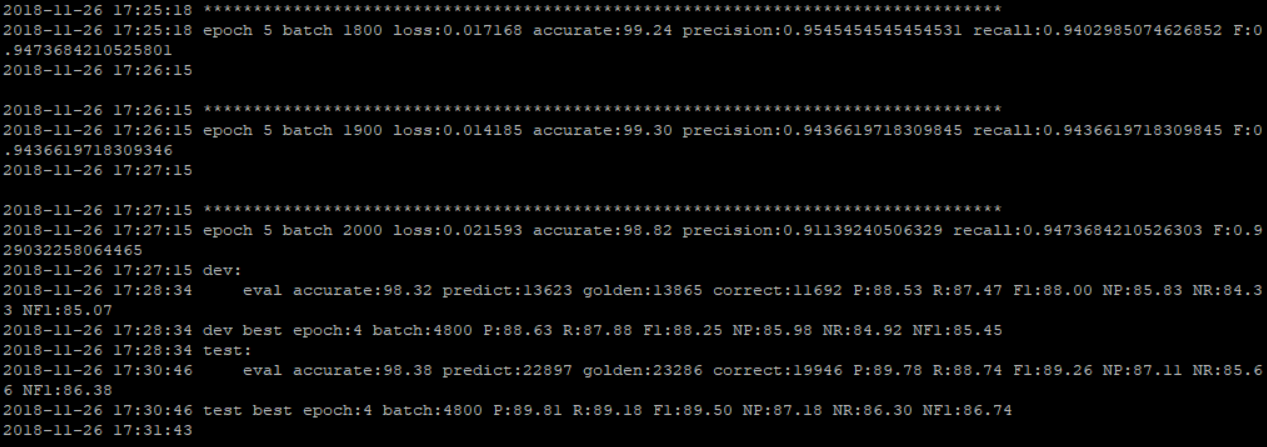 2018-11-26 17:25:18 ********************************************************************************
2018-11-26 17:25:18 epoch 5 batch 1800 loss:0.017168 accurate:99.24 precision:0.9545454545454531 recall:0.9402985074626852 F:0
.9473684210525801
2018-11-26 17:26:15
2018-11-26 17:26:15 ********************************************************************************
2018-11-26 17:26:15 epoch 5 batch 1900 loss:0.014185 accurate:99.30 precision:0.9436619718309845 recall:0.9436619718309845 F:0
.9436619718309346
2018-11-26 17:27:15
2018-11-26 17:27:15 ********************************************************************************
2018-11-26 17:27:15 epoch 5 batch 2000 loss:0.021593 accurate:98.82 precision:0.91139240506329 recall:0.9473684210526303 F:0.9
29032258064465
2018-11-26 17:27:15 dev:
2018-11-26 17:28:34     eval accurate:98.32 predict:13623 golden:13865 correct:11692 P:88.53 R:87.47 F1:88.00 NP:85.83 NR:84.3
3 NF1:85.07
2018-11-26 17:28:34 dev best epoch:4 batch:4800 P:88.63 R:87.88 F1:88.25 NP:85.98 NR:84.92 NF1:85.45
2018-11-26 17:28:34 test:
2018-11-26 17:30:46     eval accurate:98.38 predict:22897 golden:23286 correct:19946 P:89.78 R:88.74 F1:89.26 NP:87.11 NR:85.6
6 NF1:86.38
2018-11-26 17:30:46 test best epoch:4 batch:4800 P:89.81 R:89.18 F1:89.50 NP:87.18 NR:86.30 NF1:86.74
2018-11-26 17:31:43